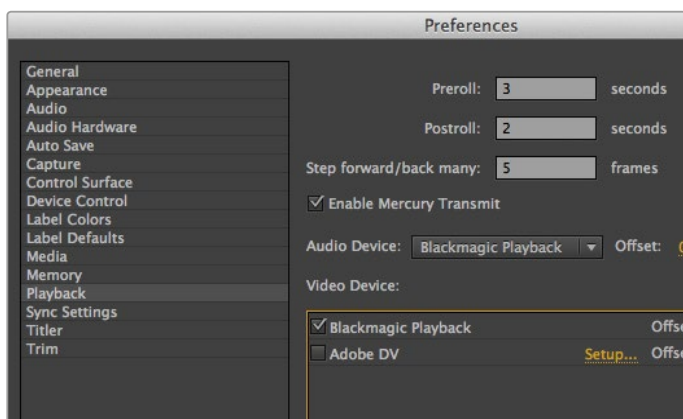 Preferences
General
Appearance
Audio
Audio Hardware
Auto Save
Capture
Control Surface
Device Control
Label Colors
Label Defaults
Media
Memory
Playback
Sync Settings
Titler
Trim
Preroll: 3 seconds
Postroll: 2 seconds
Step forward/back many: 5 frames
Enable Mercury Transmit
Audio Device: Blackmagic Playback Offset:
Video Device:
Blackmagic Playback Offse
Adobe DV Setup... Offse